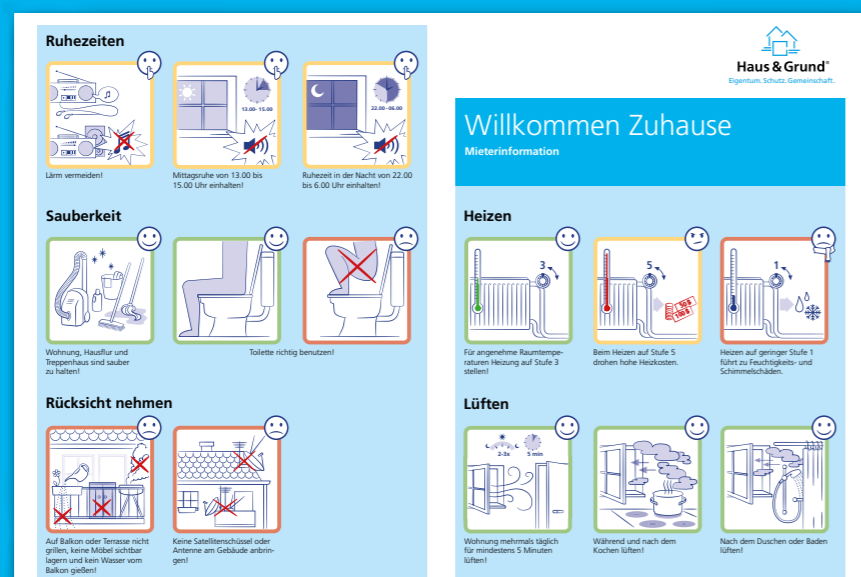 Ruhezeiten
13.00- 15.00
22.00–06.00
Lärm vermeiden!
Mittagsruhe von 13.00 bis
15.00 Uhr einhalten!
Ruhezeit in der Nacht von 22.00
bis 6.00 Uhr einhalten!
Sauberkeit
Wohnung, Hausflur und
Treppenhaus sind sauber
zu halten!
Toilette richtig benutzen!
Rücksicht nehmen
Auf Balkon oder Terrasse nicht
grillen, keine Möbel sichtbar
lagern und kein Wasser vom
Balkon gießen!
Keine Satellitenschüssel oder
Antenne am Gebäude anbrin-
gen!
Haus & Grund®
Eigentum. Schutz. Gemeinschaft.
Willkommen Zuhause
Mieterinformation
Heizen
3
5
50 $
100 $
1
Für angenehme Raumtempe-
raturen Heizung auf Stufe 3
stellen!
Beim Heizen auf Stufe 5
drohen hohe Heizkosten.
Heizen auf geringer Stufe 1
führt zu Feuchtigkeits- und
Schimmelschäden.
Lüften
2-3x
5 min
Wohnung mehrmals täglich
für mindestens 5 Minuten
lüften!
Während und nach dem
Kochen lüften!
Nach dem Duschen oder Baden
lüften!